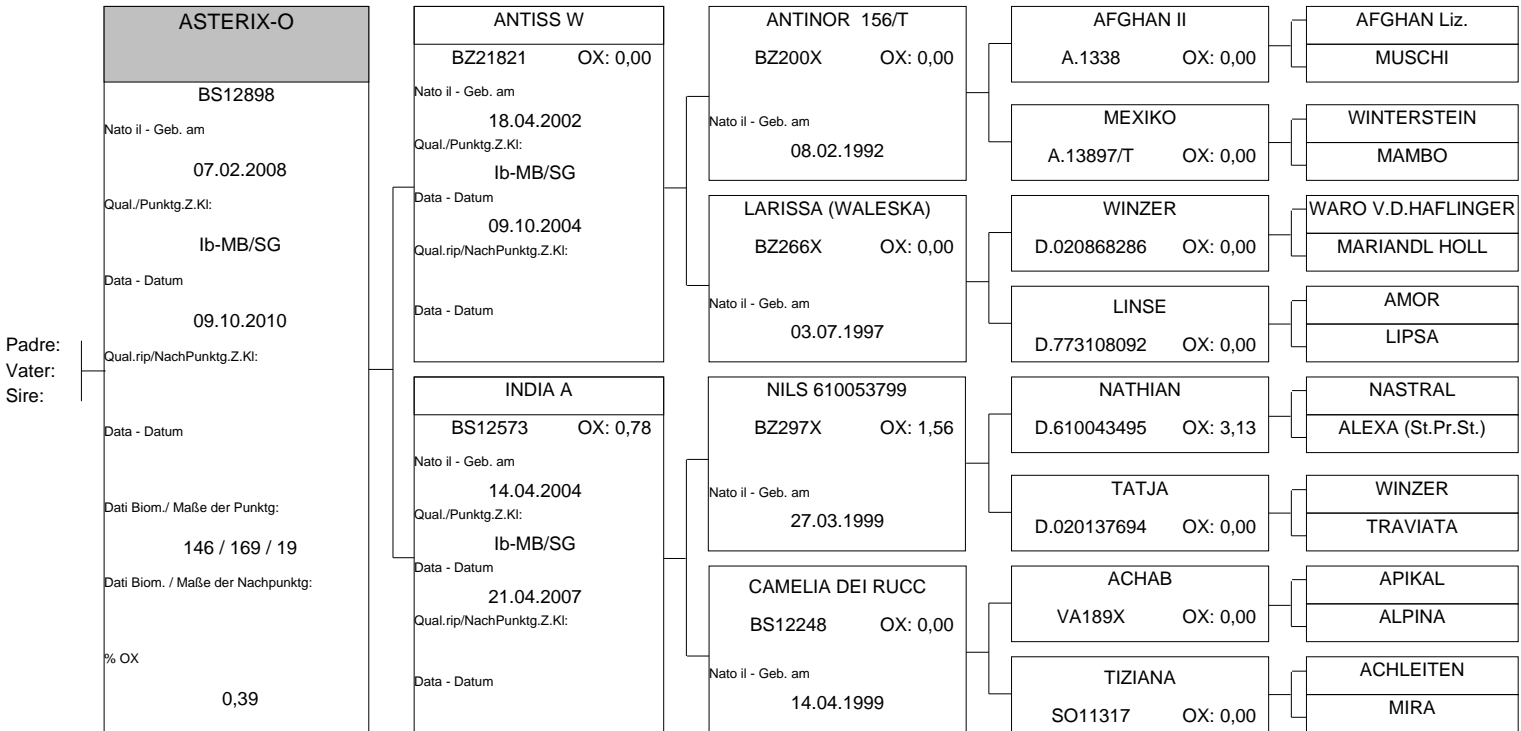 Padre:
Vater:
Sire:
ASTERIX-O
BS12898
Nato il - Geb. am
07.02.2008
Qual./Punktg.Z.Kl:
Ib-MB/SG
Data - Datum
09.10.2010
Qual.rip/NachPunktg.Z.Kl:
Data - Datum
Dati Biom./ Maße der Punktg:
146 / 169 / 19
Dati Biom. / Maße der Nachpunktg:
% OX
0,39
ANTISS W
BZ21821 OX: 0,00
Nato il - Geb. am
18.04.2002
Qual./Punktg.Z.Kl:
Ib-MB/SG
Data - Datum
09.10.2004
Qual.rip/NachPunktg.Z.Kl:
Data - Datum
INDIA A
BS12573 OX: 0,78
Nato il - Geb. am
14.04.2004
Qual./Punktg.Z.Kl:
Ib-MB/SG
Data - Datum
21.04.2007
Qual.rip/NachPunktg.Z.Kl:
Data - Datum
ANTINOR 156/T
BZ200X OX: 0,00
Nato il - Geb. am
08.02.1992
LARISSA (WALESKA)
BZ266X OX: 0,00
Nato il - Geb. am
03.07.1997
NILS 610053799
BZ297X OX: 1,56
Nato il - Geb. am
27.03.1999
CAMELIA DEI RUCC
BS12248 OX: 0,00
Nato il - Geb. am
14.04.1999
AFGHAN II
A.1338 OX: 0,00
MEXIKO
A.13897/T OX: 0,00
WINZER
D.020868286 OX: 0,00
LINSE
D.773108092 OX: 0,00
NATHIAN
D.610043495 OX: 3,13
TATJA
D.020137694 OX: 0,00
ACHAB
VA189X OX: 0,00
TIZIANA
SO11317 OX: 0,00
AFGHAN Liz.
MUSCHI
WINTERSTEIN
MAMBO
WARO V.D.HAFLINGER
MARIANDL HOLL
AMOR
LIPSA
NASTRAL
ALEXA (St.Pr.St.)
WINZER
TRAVIATA
APIKAL
ALPINA
ACHLEITEN
MIRA